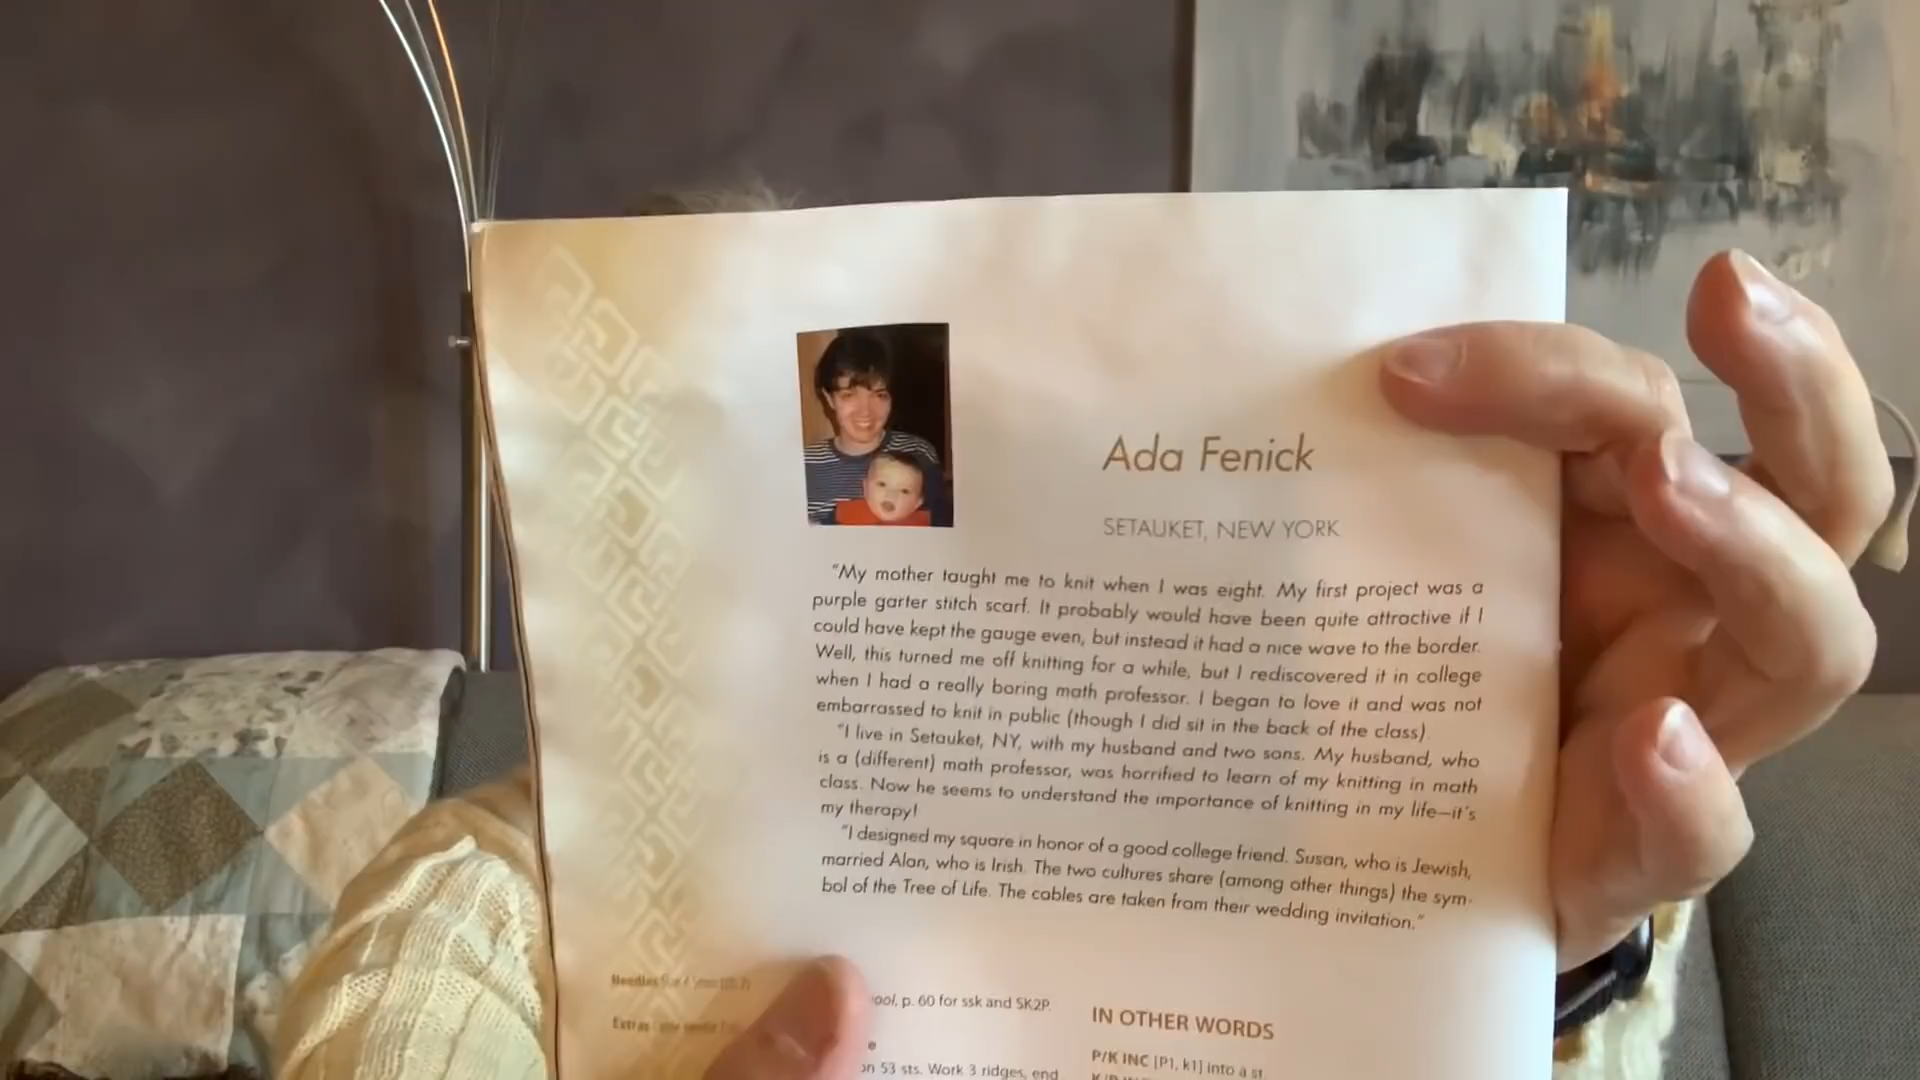 Ada Fenick
SETAUKET, NEW YORK
"My mother taught me to knit when I was eight. My first project was a
purple garter stitch scarf. It probably would have been quite attractive if I
could have kept the gauge even, but instead it had a nice wave to the border.
Well, this turned me off knitting for a while, but I rediscovered it in college
when I had a really boring math professor. I began to love it and was not
embarrassed to knit in public (though I did sit in the back of the class).
"I live in Setauket, NY, with my husband and two sons. My husband, who
is a (different) math professor, was horrified to learn of my knitting in math
class. Now he seems to understand the importance of knitting in my life—it's
my therapy!
"I designed my square in honor of a good college friend. Susan, who is Jewish,
married Alan, who is Irish. The two cultures share (among other things) the sym-
bol of the Tree of Life. The cables are taken from their wedding invitation."
Needles
Extras
ool, p. 60 for ssk and SK2P.
e
on 53 sts. Work 3 ridges, end
IN OTHER WORDS
P/K INC [P1, k1] into a st.